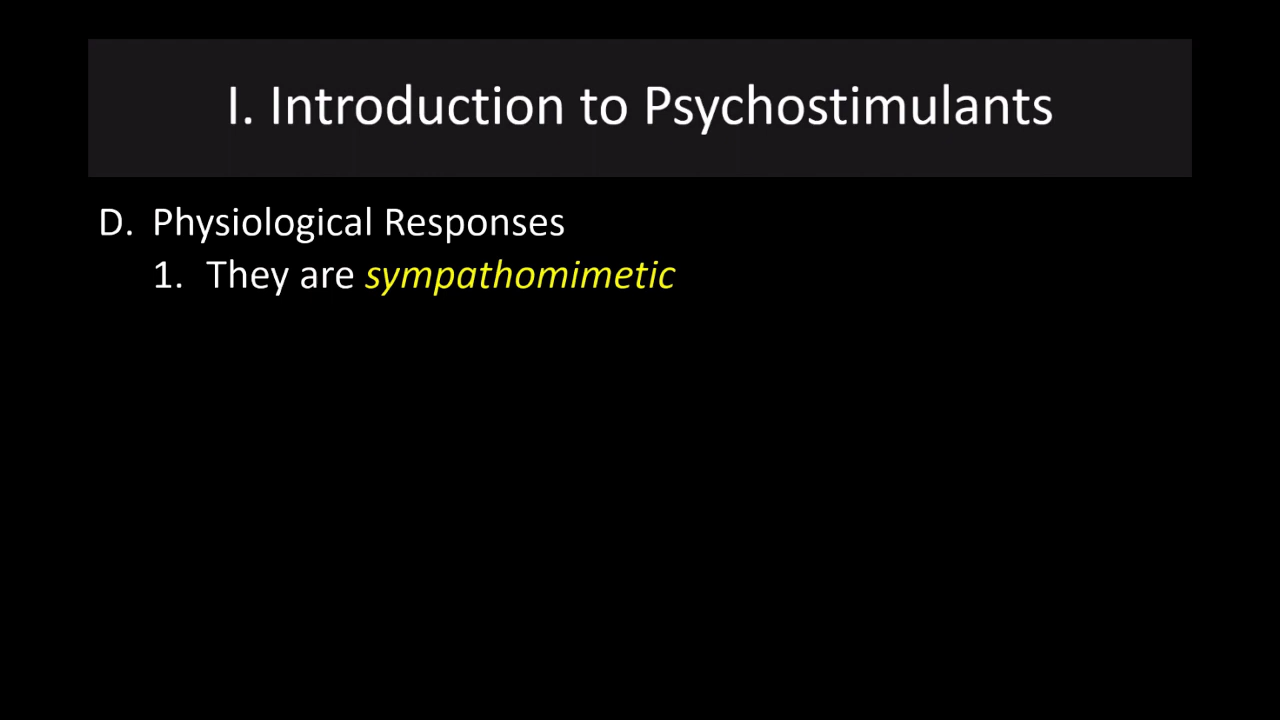 I. Introduction to Psychostimulants
D. Physiological Responses
1. They are sympathomimetic